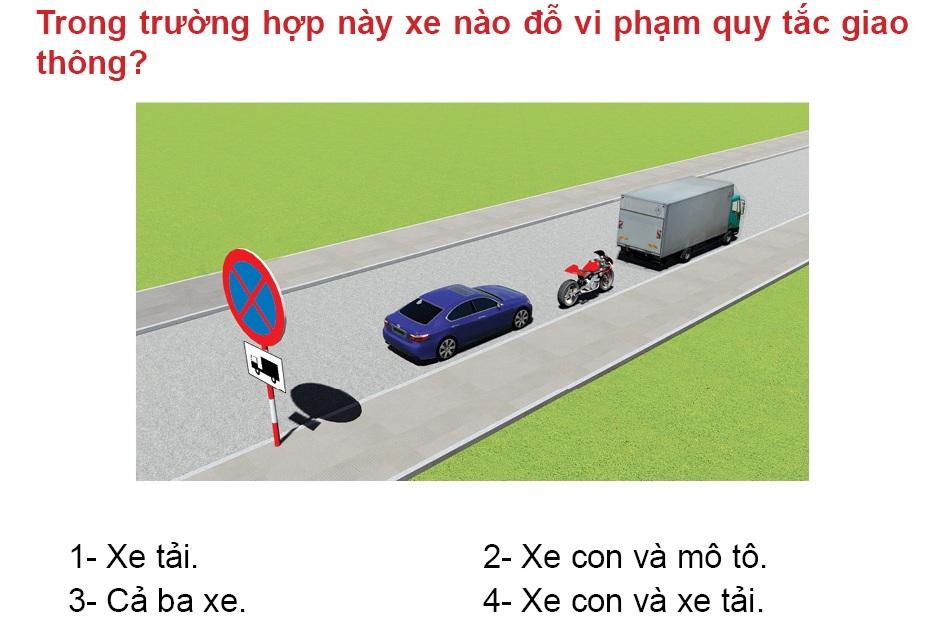 Trong trường hợp này xe nào đỗ vi phạm quy tắc giao
thông?
1- Xe tải.
2- Xe con và mô tô.
3- Cả ba xe.
4- Xe con và xe tải.